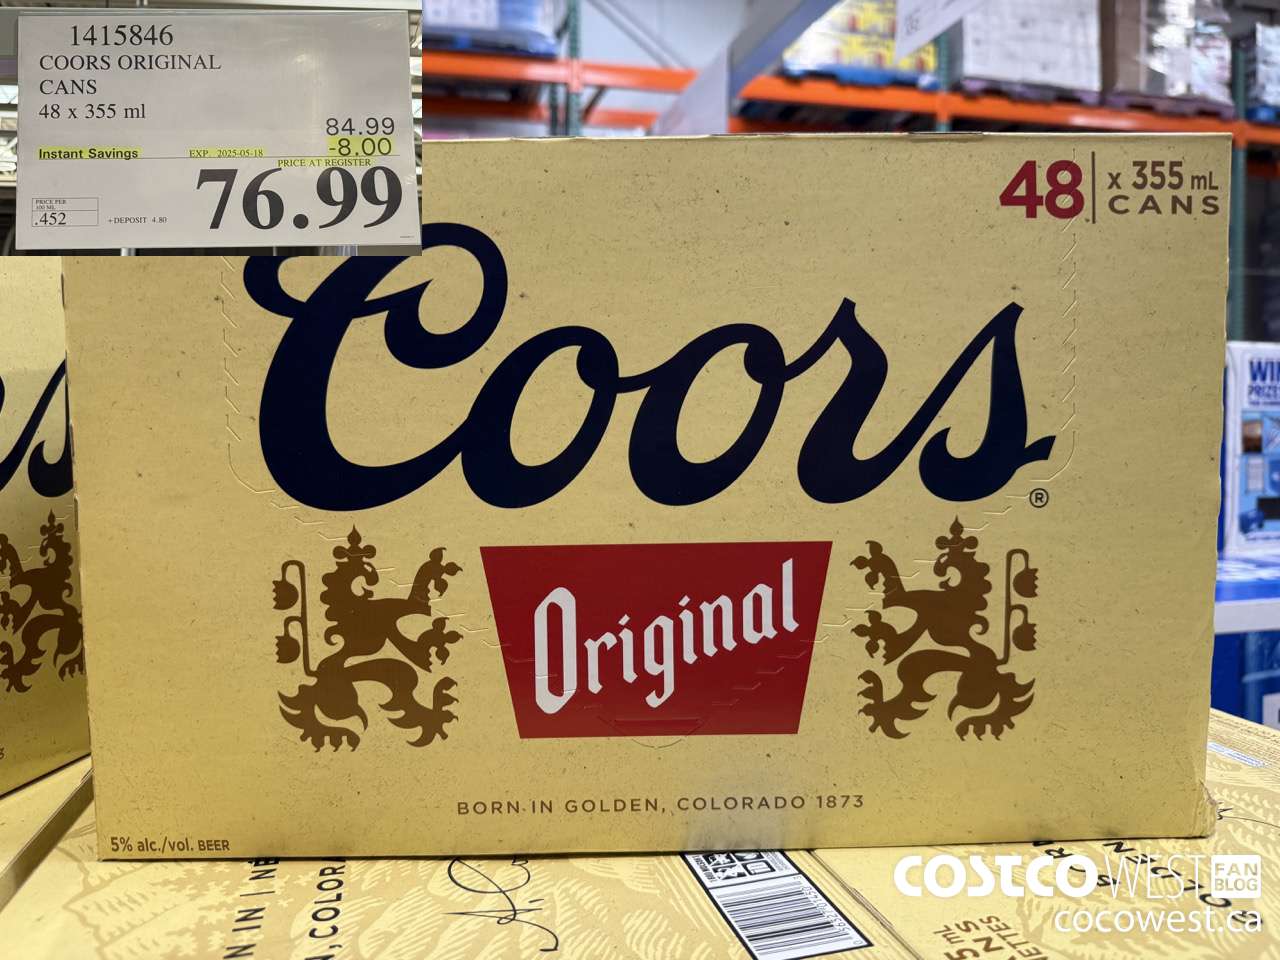 1415846
COORS ORIGINAL
CANS
48 x 355 ml
84.99
-8.00
Instant Savings EXP. 2025-05-18
PRICE AT REGISTER
76.99
PRICE PER
100 ML
.452
+DEPOSIT 4.80
48 x 355 mL
CANS
Coors®
Original
BORN IN GOLDEN, COLORADO 1873
5% alc./vol. BEER
WIN
PRIZE
COSTCO WEST FAN BLOG
cocowest.ca